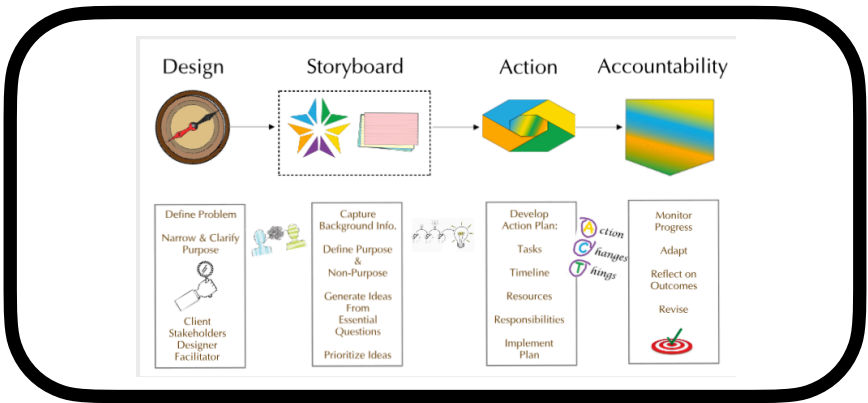 Design
Storyboard
Action
Accountability
Define Problem
Narrow & Clarify
Purpose
Client
Stakeholders
Designer
Facilitator
Capture
Background Info.
Define Purpose
&
Non-Purpose
Generate Ideas
From
Essential
Questions
Prioritize Ideas
Develop
Action Plan:
Tasks
Timeline
Resources
Responsibilities
Implement
Plan
Action
Changes
Things
Monitor
Progress
Adapt
Reflect on
Outcomes
Revise